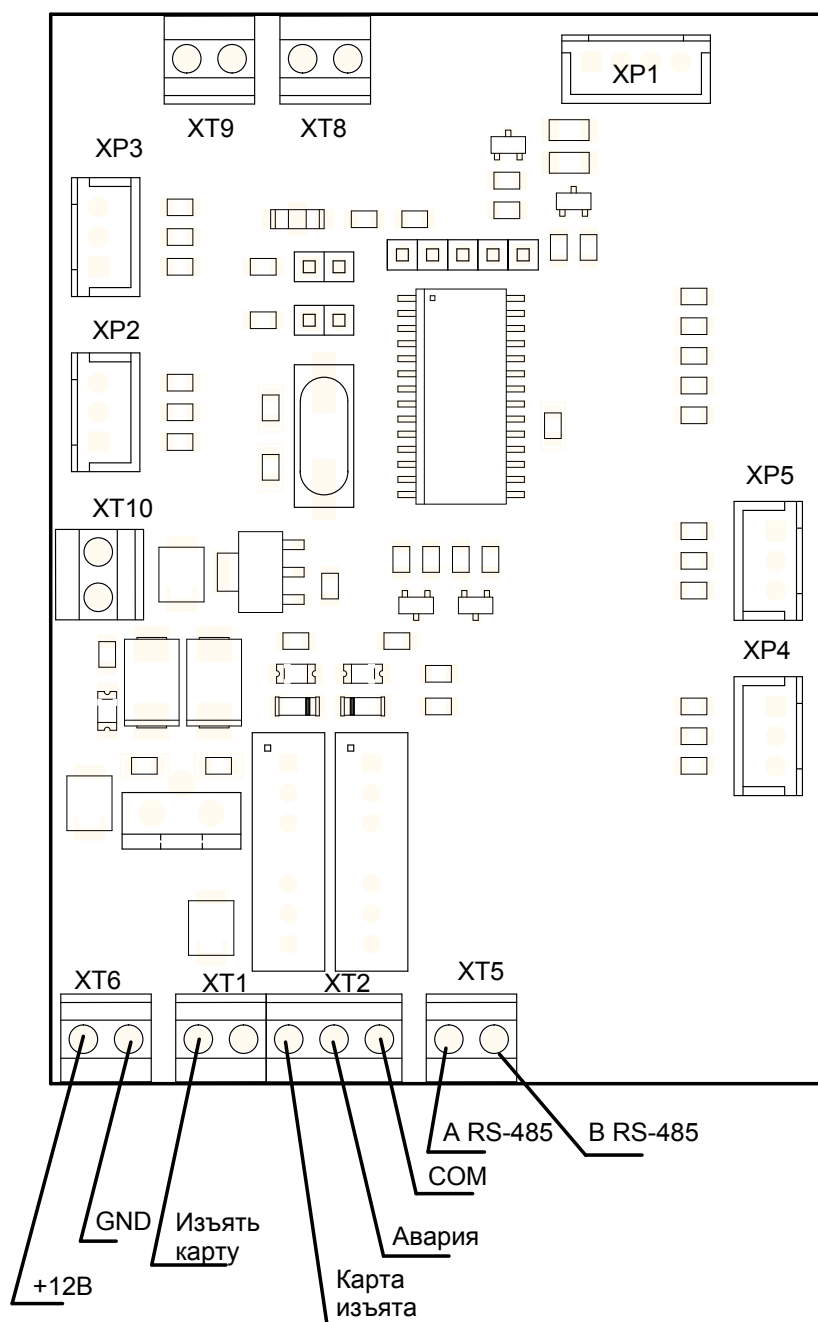 XP1
XT9
XT8
XP3
XP2
XT10
XP5
XP4
XT6
XT1
XT2
XT5
A RS-485
B RS-485
COM
GND
Изъять
карту
Авария
+12В
Карта
изъята